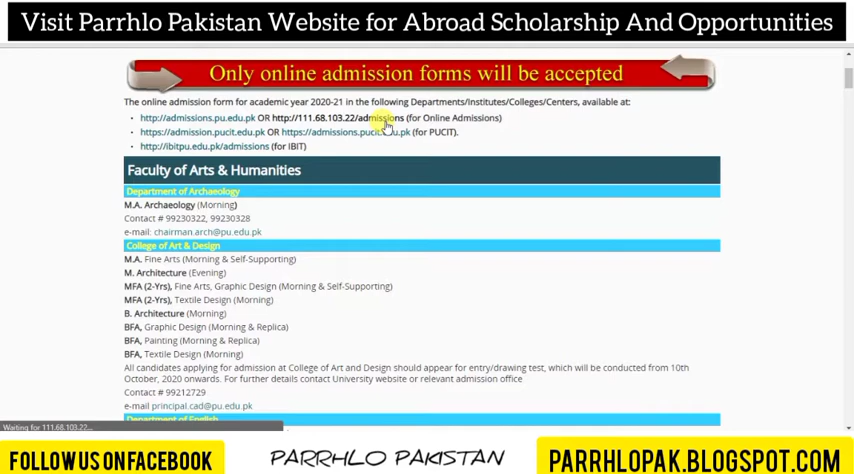 Visit Parrhlo Pakistan Website for Abroad Scholarship And Opportunities
Only online admission forms will be accepted
The online admission form for academic year 2020-21 in the following Departments/Institutes/Colleges/Centers, available at:
http://admissions.pu.edu.pk OR http://111.68.103.22/admissions (for Online Admissions)
https://admission.pucit.edu.pk OR https://admissions.pucit.edu.pk (for PUCIT).
http://ibitpu.edu.pk/admissions (for IBIT)
Faculty of Arts & Humanities
Department of Archaeology
M.A. Archaeology (Morning)
Contact # 99230322, 99230328
e-mail: chairman.arch@pu.edu.pk
College of Art & Design
M.A. Fine Arts (Morning & Self-Supporting)
M. Architecture (Evening)
MFA (2-Yrs), Fine Arts, Graphic Design (Morning & Self-Supporting)
MFA (2-Yrs), Textile Design (Morning)
B. Architecture (Morning)
BFA, Graphic Design (Morning & Replica)
BFA, Painting (Morning & Replica)
BFA, Textile Design (Morning)
All candidates applying for admission at College of Art and Design should appear for entry/drawing test, which will be conducted from 10th
October, 2020 onwards. For further details contact University website or relevant admission office
Contact # 99212729
e-mail principal.cad@pu.edu.pk
Department of English
Waiting for 111.68.103.22...
FOLLOW US ON FACEBOOK
PARRHLO PAKISTAN
PARRHLOPAK.BLOGSPOT.COM